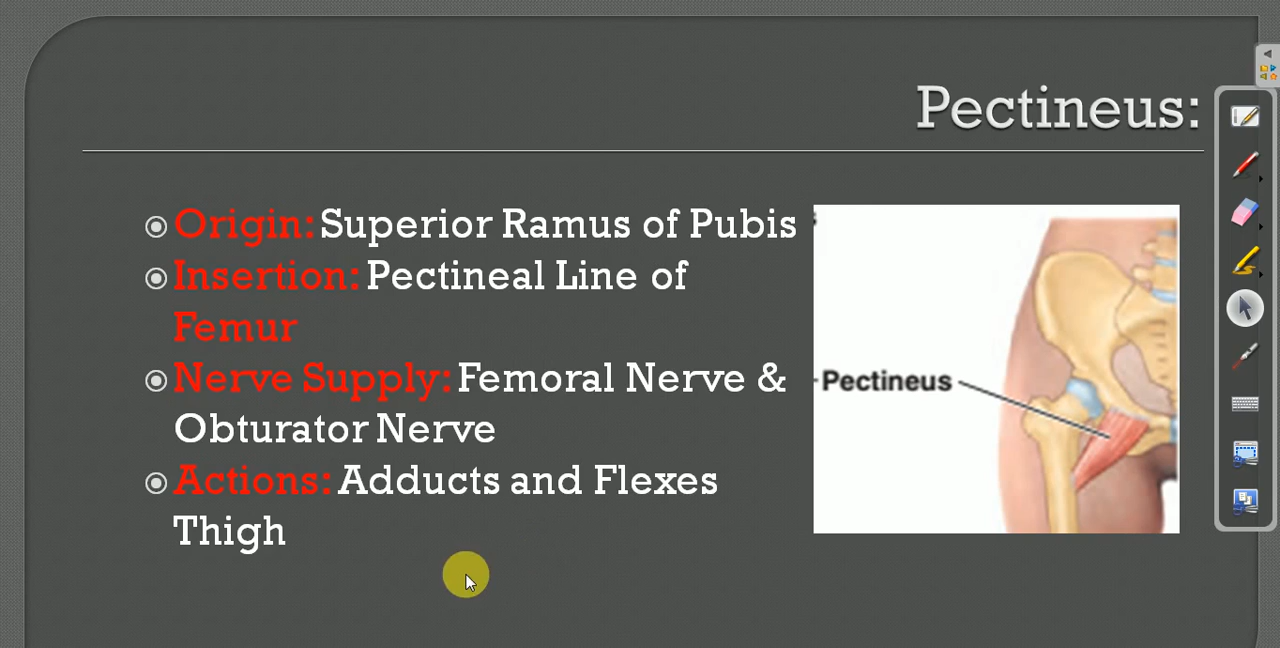 Pectineus:
Origin: Superior Ramus of Pubis
Insertion: Pectineal Line of
Femur
Nerve Supply: Femoral Nerve &
Obturator Nerve
Actions: Adducts and Flexes
Thigh
Pectineus